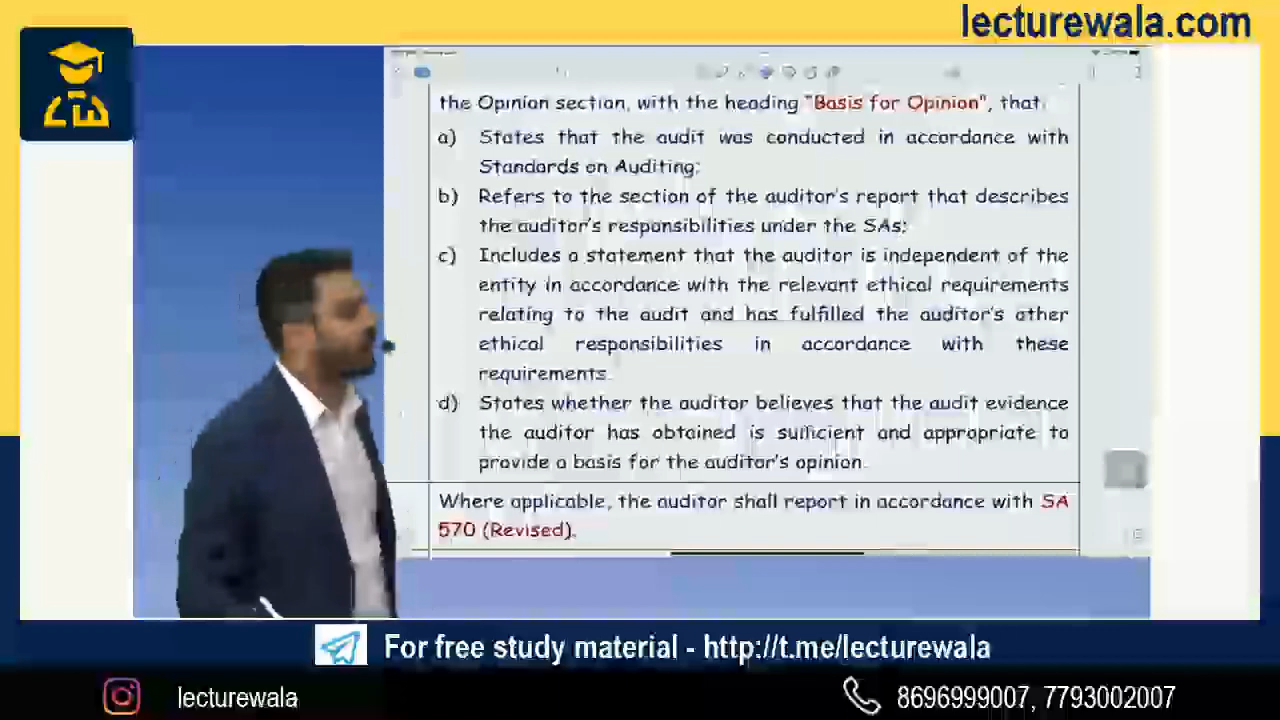 lecturewala.com
the Opinion section, with the heading "Basis for Opinion", that:
a) States that the audit was conducted in accordance with
Standards on Auditing;
b) Refers to the section of the auditor's report that describes
the auditor's responsibilities under the SAs;
c) Includes a statement that the auditor is independent of the
entity in accordance with the relevant ethical requirements
relating to the audit and has fulfilled the auditor's other
ethical responsibilities in accordance with these
requirements.
d) States whether the auditor believes that the audit evidence
the auditor has obtained is sufficient and appropriate to
provide a basis for the auditor's opinion.
Where applicable, the auditor shall report in accordance with SA
570 (Revised).
For free study material - http://t.me/lecturewala
lecturewala
8696999007, 7793002007